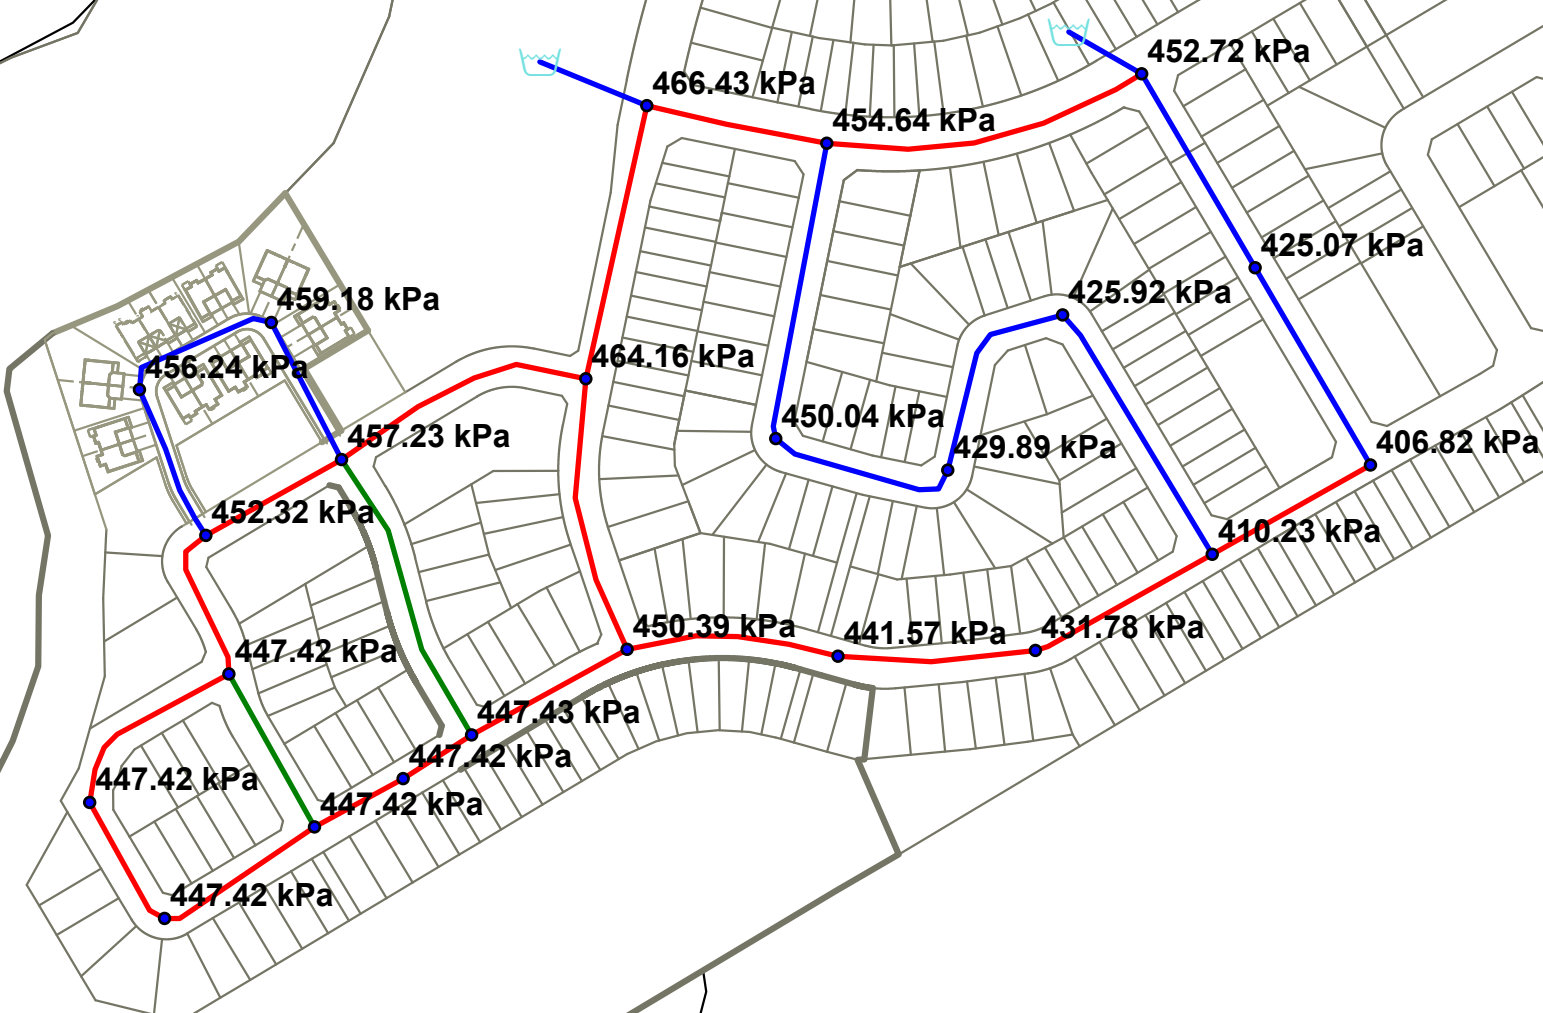 452.72 kPa
466.43 kPa
454.64 kPa
425.07 kPa
425.92 kPa
459.18 kPa
464.16 kPa
456.24 kPa
450.04 kPa
457.23 kPa
429.89 kPa
406.82 kPa
452.32 kPa
410.23 kPa
450.39 kPa
441.57 kPa
431.78 kPa
447.42 kPa
447.43 kPa
447.42 kPa
447.42 kPa
447.42 kPa
447.42 kPa